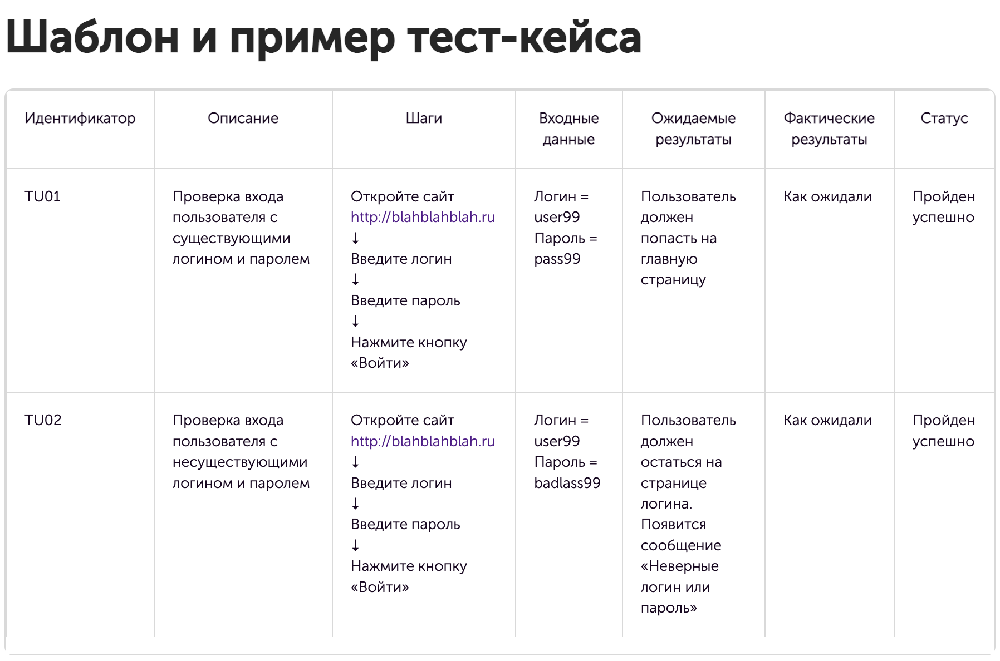 Шаблон и пример тест-кейса
Идентификатор
Описание
Шаги
Входные
данные
Ожидаемые
результаты
Фактические
результаты
Статус
TU01
Проверка входа
пользователя с
существующими
логином и паролем
Откройте сайт
http://blahblahblah.ru
↓
Введите логин
↓
Введите пароль
↓
Нажмите кнопку
«Войти»
Логин =
user99
Пароль =
pass99
Пользователь
должен
попасть на
главную
страницу
Как ожидали
Пройден
успешно
TU02
Проверка входа
пользователя с
несуществующими
логином и паролем
Откройте сайт
http://blahblahblah.ru
↓
Введите логин
↓
Введите пароль
↓
Нажмите кнопку
«Войти»
Логин =
user99
Пароль =
badlass99
Пользователь
должен
остаться на
странице
логина.
Появится
сообщение
«Неверные
логин или
пароль»
Как ожидали
Пройден
успешно